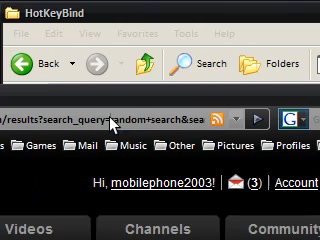 HotKeyBind
File Edit View Favorites Tools Help
Back Search Folders
/results?search_query=random+search&sea
s Games Mail Music Other Pictures Profiles
Hi, mobilephone2003! (3) Account
Videos Channels Community